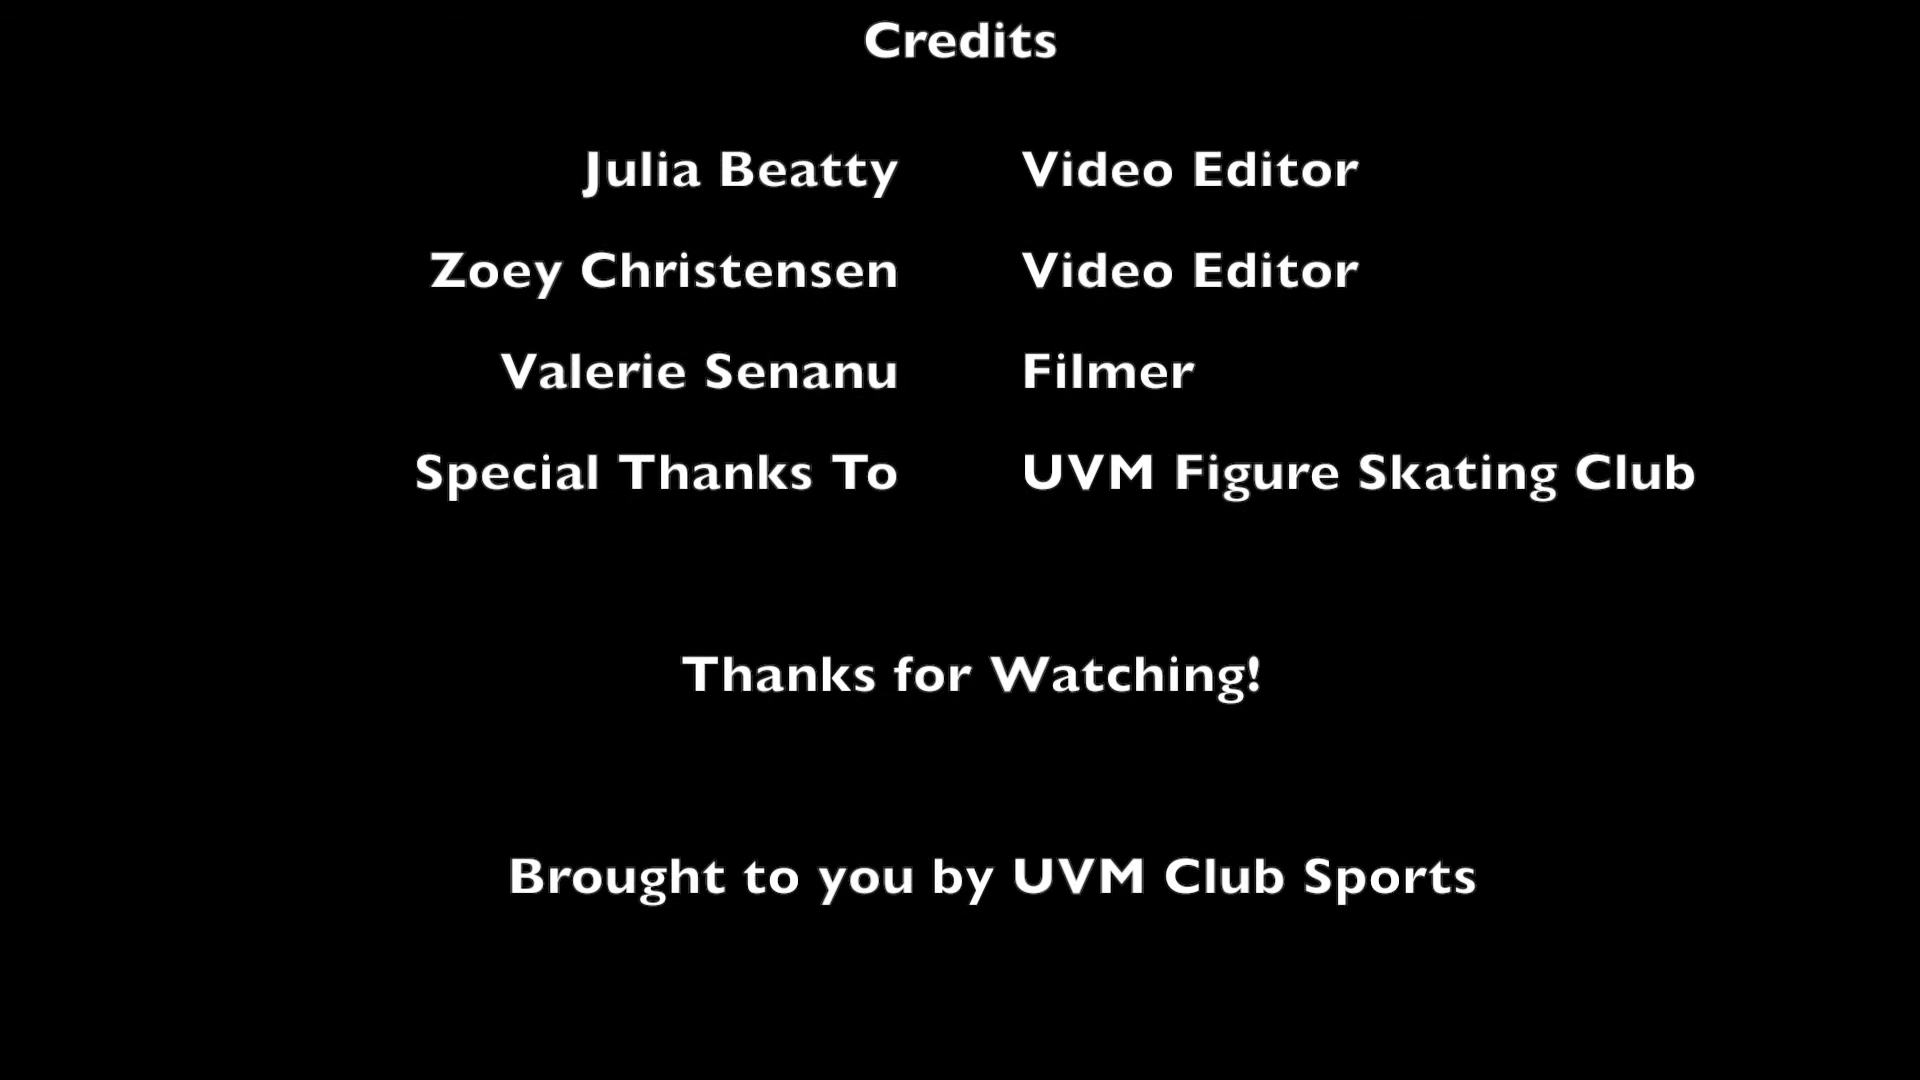 Credits
Julia Beatty Video Editor
Zoey Christensen Video Editor
Valerie Senanu Filmer
Special Thanks To UVM Figure Skating Club
Thanks for Watching!
Brought to you by UVM Club Sports